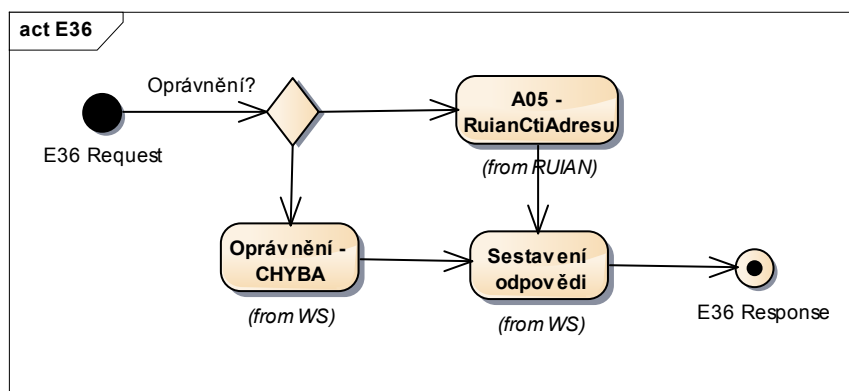 act E36
Oprávnění?
E36 Request
A05 -
RuianCtiAdresu
(from RUIAN)
Oprávnění -
CHYBA
(from WS)
Sestavení
odpovědi
(from WS)
E36 Response